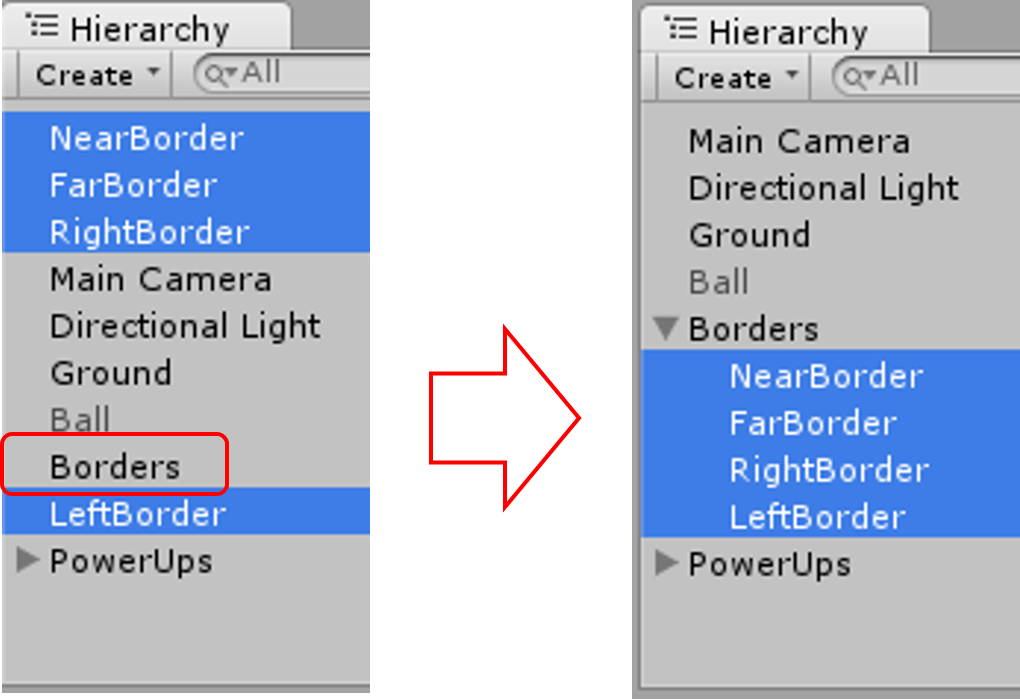 Hierarchy
Create
All
NearBorder
FarBorder
RightBorder
Main Camera
Directional Light
Ground
Ball
Borders
LeftBorder
PowerUps
Hierarchy
Create
All
Main Camera
Directional Light
Ground
Ball
Borders
NearBorder
FarBorder
RightBorder
LeftBorder
PowerUps